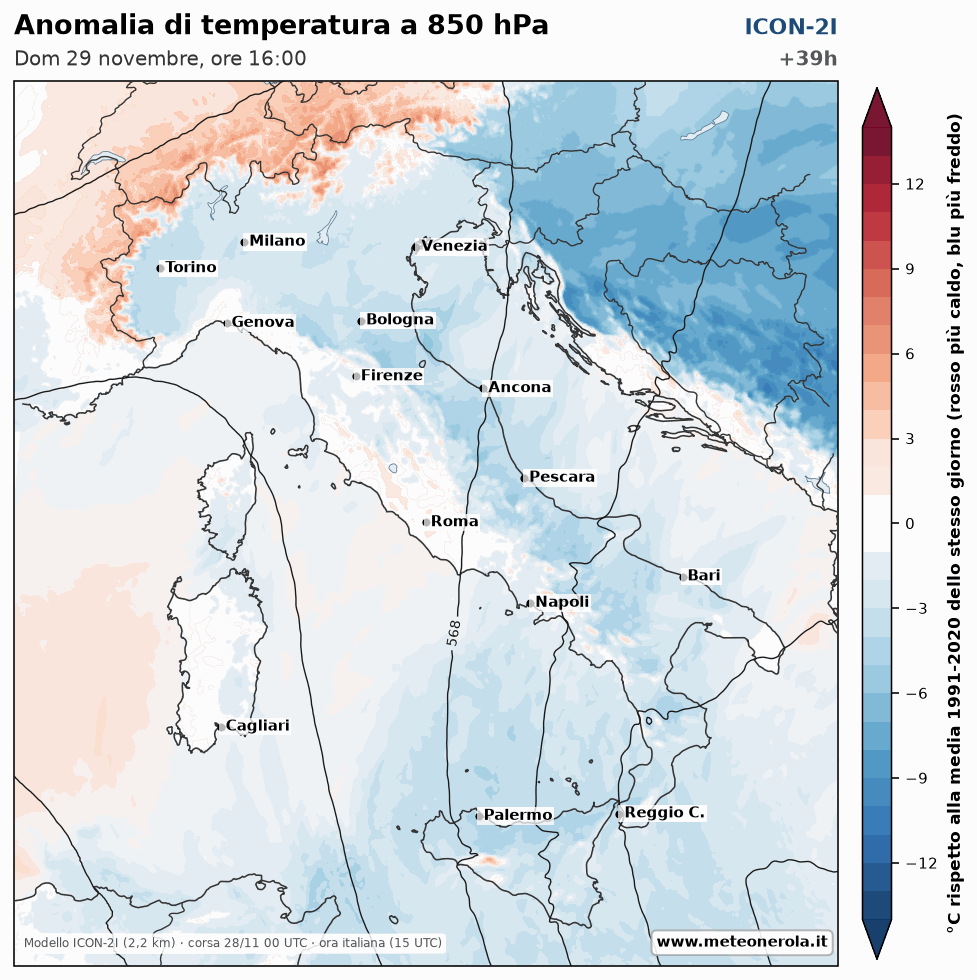 Anomalia di temperatura a 850 hPa
ICON-2I
Dom 29 novembre, ore 16:00
+39h
Milano
Venezia
Torino
Genova
Bologna
Firenze
Ancona
Pescara
Roma
Bari
Napoli
568
Cagliari
Palermo
Reggio C.
Modello ICON-2I (2,2 km) · corsa 28/11 00 UTC · ora italiana (15 UTC)
www.meteonerola.it
12
9
6
3
0
−3
−6
−9
−12
°C rispetto alla media 1991-2020 dello stesso giorno (rosso più caldo, blu più freddo)